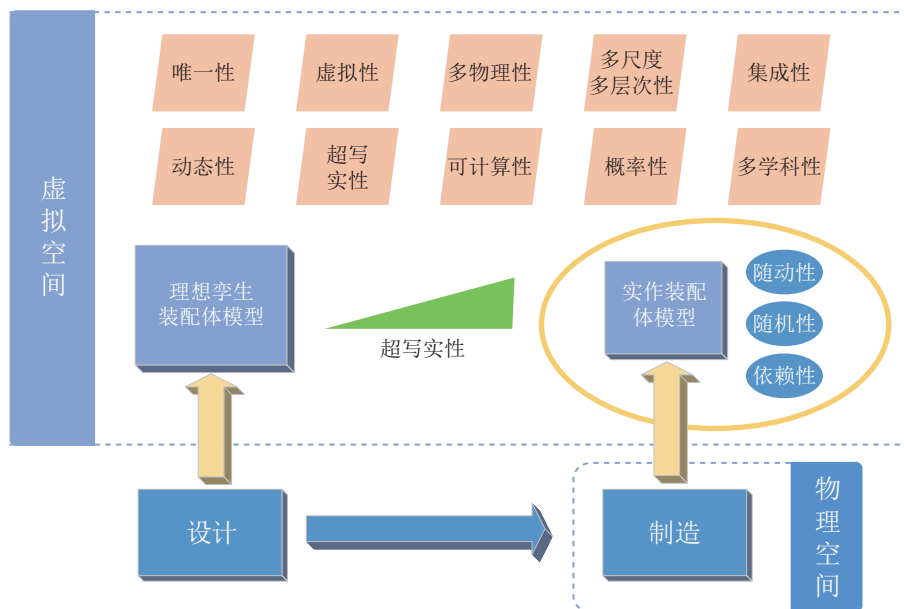 虚拟空间
唯一性
虚拟性
多物理性
多尺度
多层次性
集成性
动态性
超写
实性
可计算性
概率性
多学科性
理想孪生
装配体模型
超写实性
实作装配
体模型
随动性
随机性
依赖性
设计
制造
物理空间